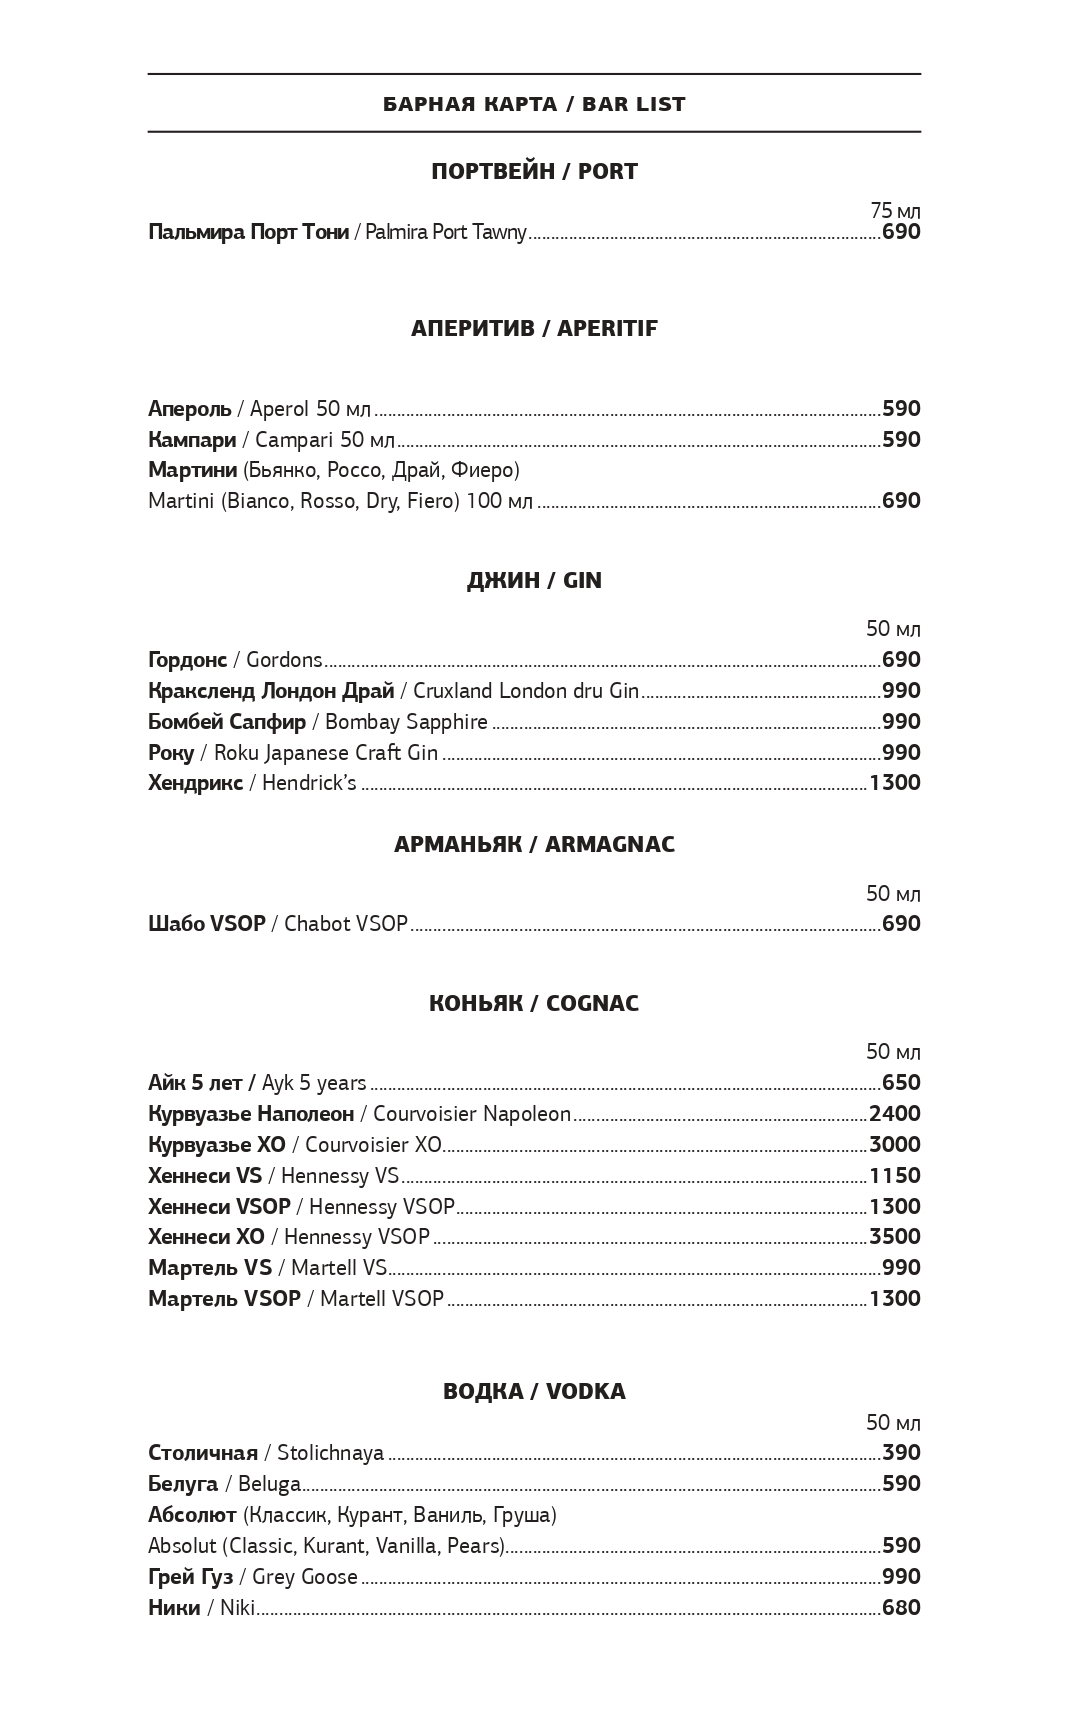 БАРНАЯ КАРТА / BAR LIST
ПОРТВЕЙН / PORT
75 мл
Пальмира Порт Тони / Palmira Port Tawny....................690
АПЕРИТИВ / APERITIF
Апероль / Aperol 50 мл....................590
Кампари / Campari 50 мл....................590
Мартини (Бьянко, Россо, Драй, Фиеро)
Martini (Bianco, Rosso, Dry, Fiero) 100 мл....................690
ДЖИН / GIN
50 мл
Гордонс / Gordons....................690
Краксленд Лондон Драй / Cruxland London dru Gin....................990
Бомбей Сапфир / Bombay Sapphire....................990
Року / Roku Japanese Craft Gin....................990
Хендрикс / Hendrick’s....................1300
АРМАНЬЯК / ARMAGNAC
50 мл
Шабо VSOP / Chabot VSOP....................690
КОНЬЯК / COGNAC
50 мл
Айк 5 лет / Ayk 5 years....................650
Курвуазье Наполеон / Courvoisier Napoleon....................2400
Курвуазье XO / Courvoisier XO....................3000
Хеннеси VS / Hennessy VS....................1150
Хеннеси VSOP / Hennessy VSOP....................1300
Хеннеси XO / Hennessy VSOP....................3500
Мартель VS / Martell VS....................990
Мартель VSOP / Martell VSOP....................1300
ВОДКА / VODKA
50 мл
Столичная / Stolichnaya....................390
Белуга / Beluga....................590
Абсолют (Классик, Курант, Ваниль, Груша)
Absolut (Classic, Kurant, Vanilla, Pears)....................590
Грей Гуз / Grey Goose....................990
Ники / Niki....................680